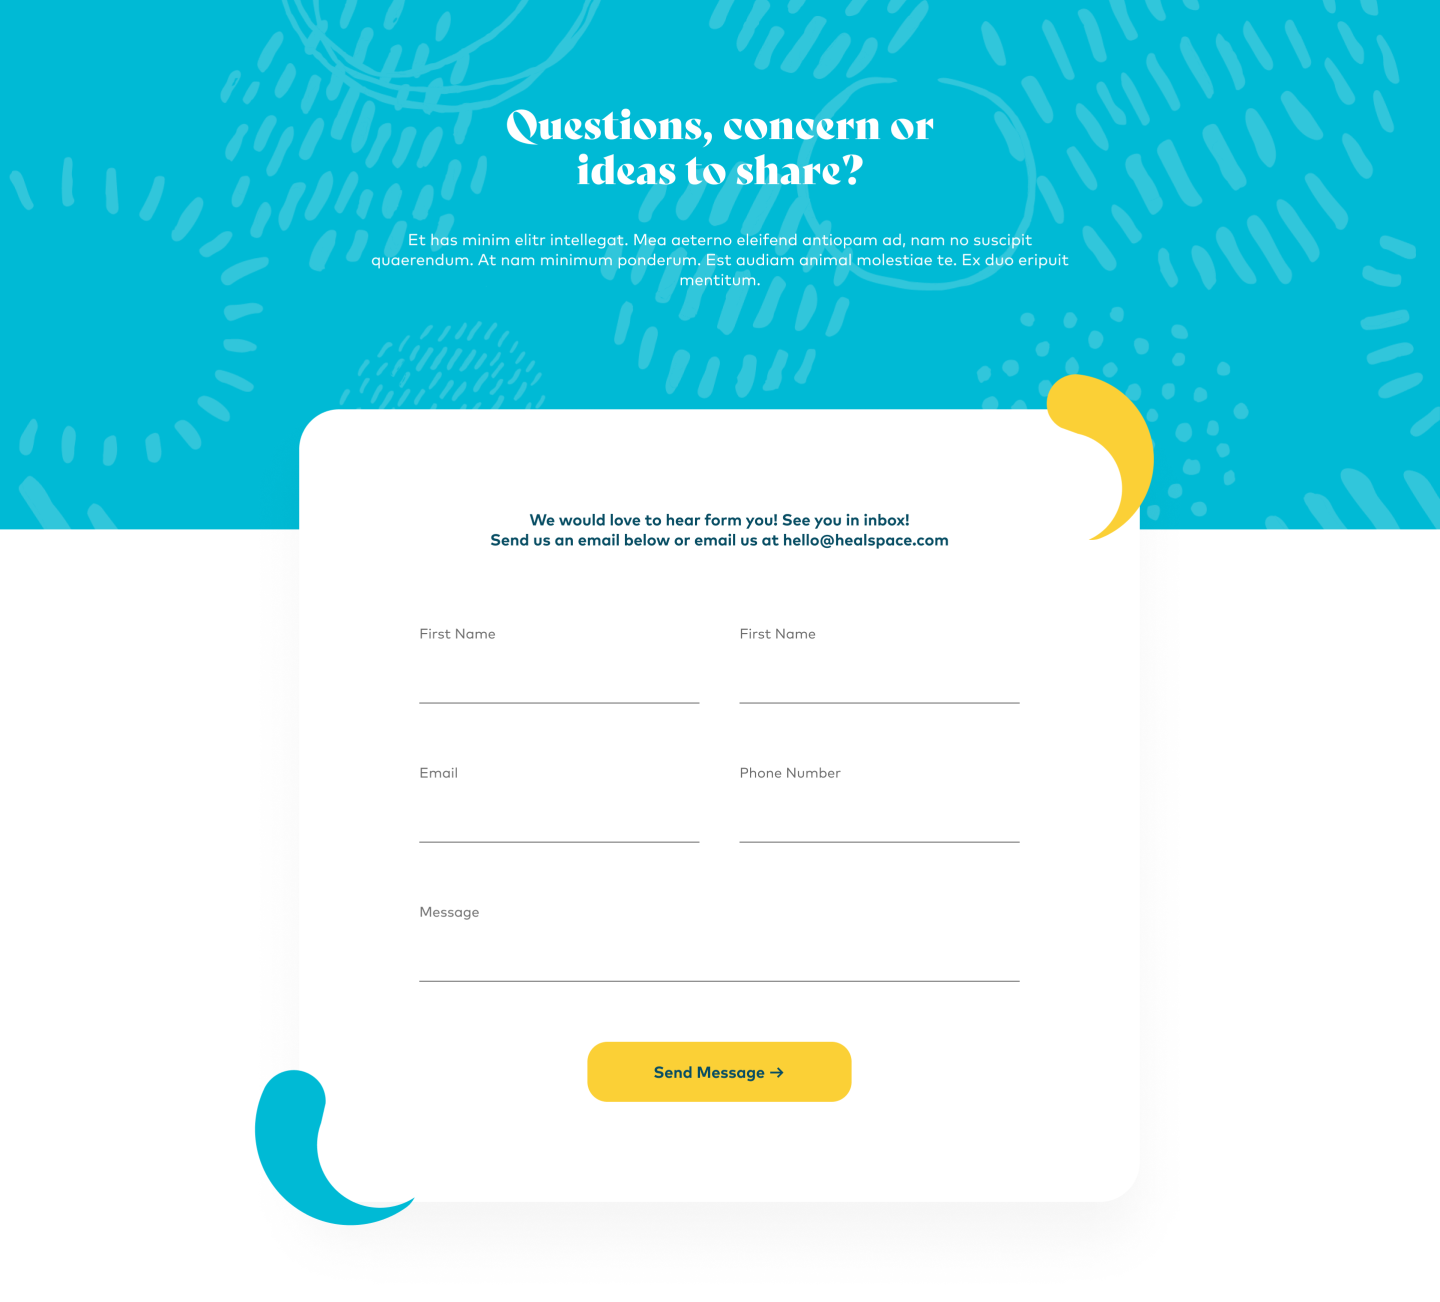 Questions, concern or
ideas to share?
Et has minim elitr intellegat. Mea aeterno eleifend antiopam ad, nam no suscipit
quaerendum. At nam minimum ponderum. Est audiam animal molestiae te. Ex duo eripuit
mentitum.
We would love to hear form you! See you in inbox!
Send us an email below or email us at hello@healspace.com
First Name
First Name
Email
Phone Number
Message
Send Message →